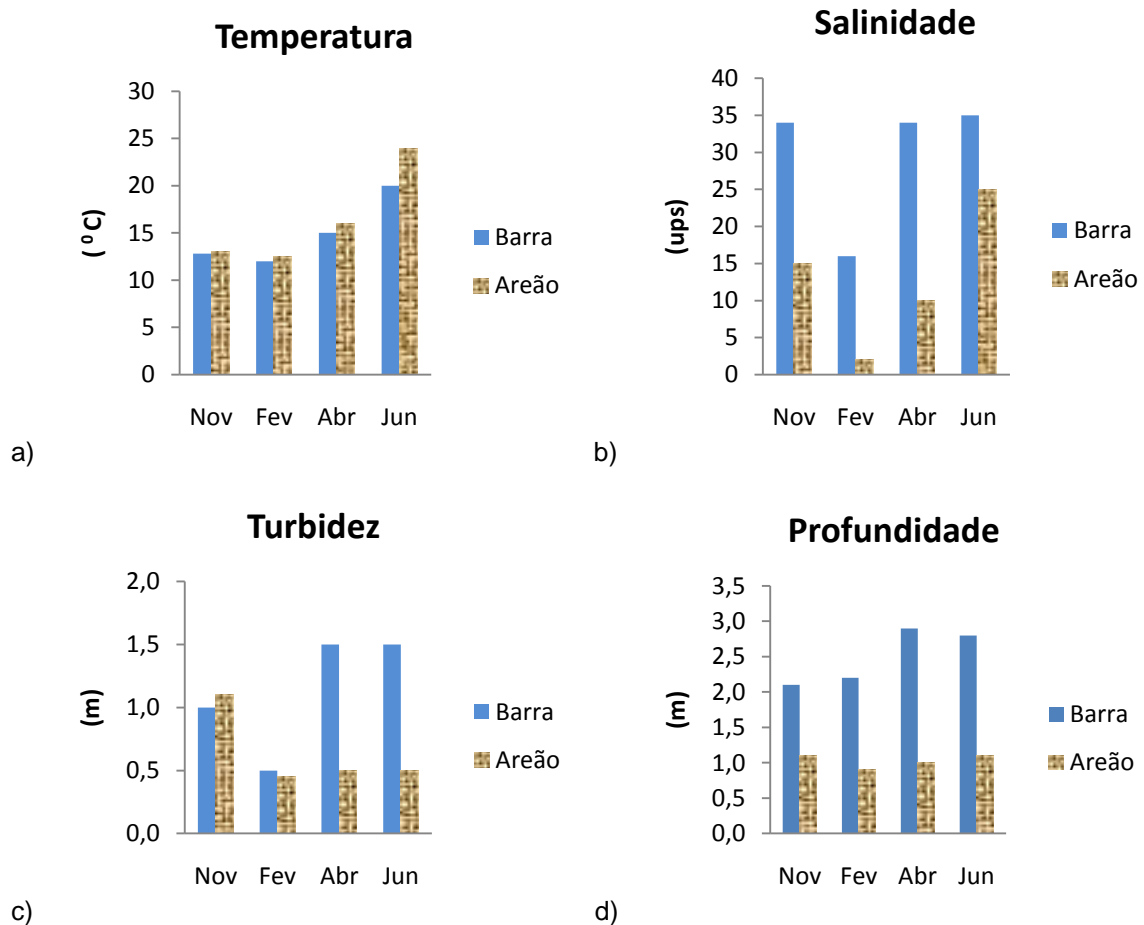 Temperatura
( ⁰C)
30
25
20
15
10
5
0
Nov Fev Abr Jun
Barra
Areão
a)
Salinidade
(ups)
40
35
30
25
20
15
10
5
0
Nov Fev Abr Jun
Barra
Areão
b)
Turbidez
(m)
2,0
1,5
1,0
0,5
0,0
Nov Fev Abr Jun
Barra
Areão
c)
Profundidade
(m)
3,5
3,0
2,5
2,0
1,5
1,0
0,5
0,0
Nov Fev Abr Jun
Barra
Areão
d)